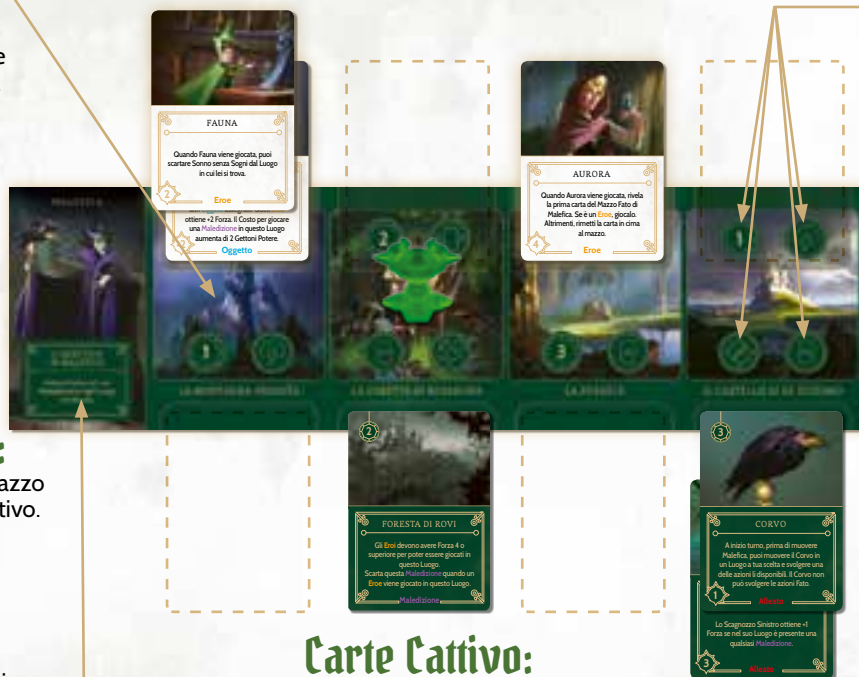 e
FAUNA
Quando Fauna viene giocata, puoi
scartare Sonno senza Sogni dal Luogo
in cui lei si trova.
2
Eroe
ottiene +2 Forza. Il Costo per giocare
una Maledizione in questo Luogo
aumenta di 2 Gettoni Potere.
Oggetto
AURORA
Quando Aurora viene giocata, rivela
la prima carta del Mazzo Fato di
Malefica. Se è un Eroe, giocalo.
Altrimenti, rimetti la carta in cima
al mazzo.
4
Eroe
1
2
3
1
:
azzo
tivo.
.
2
FORESTA DI ROVI
Gli Eroi devono avere Forza 4 o
superiore per poter essere giocati in
questo Luogo.
Scarta questa Maledizione quando un
Eroe viene giocato in questo Luogo.
Maledizione
3
CORVO
A inizio turno, prima di muovere
Malefica, puoi muovere il Corvo in
un Luogo a tua scelta e svolgere una
delle azioni lì disponibili. Il Corvo non
può svolgere le azioni Fato.
1
Alleato
Lo Scagnozzo Sinistro ottiene +1
Forza se nel suo Luogo è presente una
qualsiasi Maledizione.
3
Alleato
Carte Cattivo: